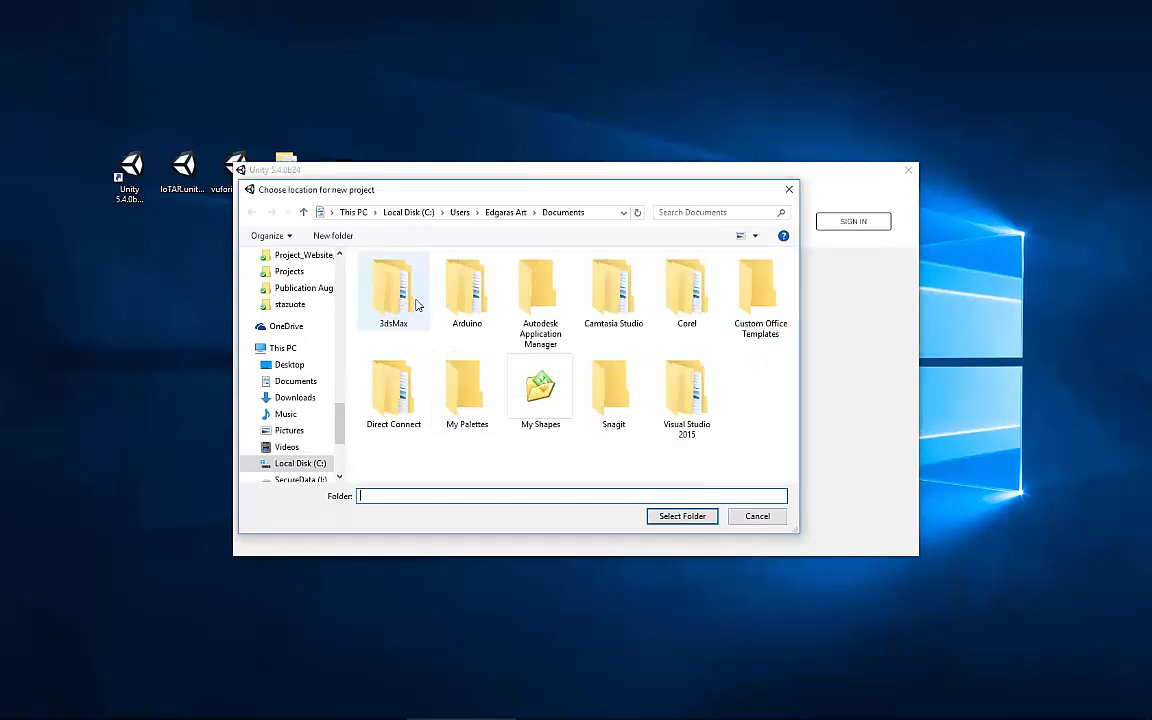 Unity 5.4.0b24
Choose location for new project
This PC
Local Disk (C:)
Users
Edgaras Art
Documents
Search Documents
Organize
New folder
SIGN IN
Unity
5.4.0b...
IoTAR.unit...
vufori
Project_Website
Projects
Publication Aug
stazuote
OneDrive
This PC
Desktop
Documents
Downloads
Music
Pictures
Videos
Local Disk (C:)
SecureData (I:)
3dsMax
Arduino
Autodesk
Application
Manager
Camtasia Studio
Corel
Custom Office
Templates
Direct Connect
My Palettes
My Shapes
Snagit
Visual Studio
2015
Folder:
Select Folder
Cancel